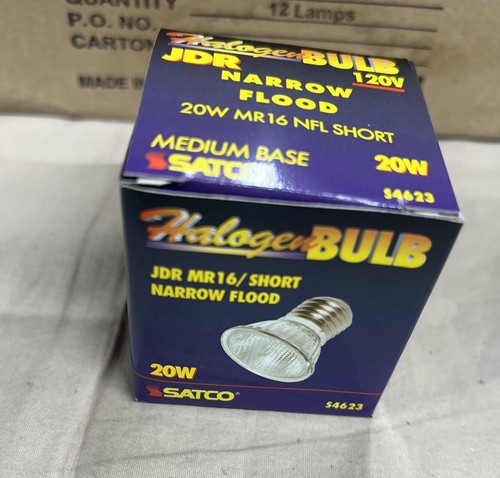 QUANTITY 12 Lamps
P.O. NO.
CARTON
MADE IN
Halogen BULB
JDR 120V
NARROW
FLOOD
20W MR16 NFL SHORT
MEDIUM BASE 20W
SATCO S4623
Halogen BULB
JDR MR16/SHORT
NARROW FLOOD
20W
SATCO® S4623